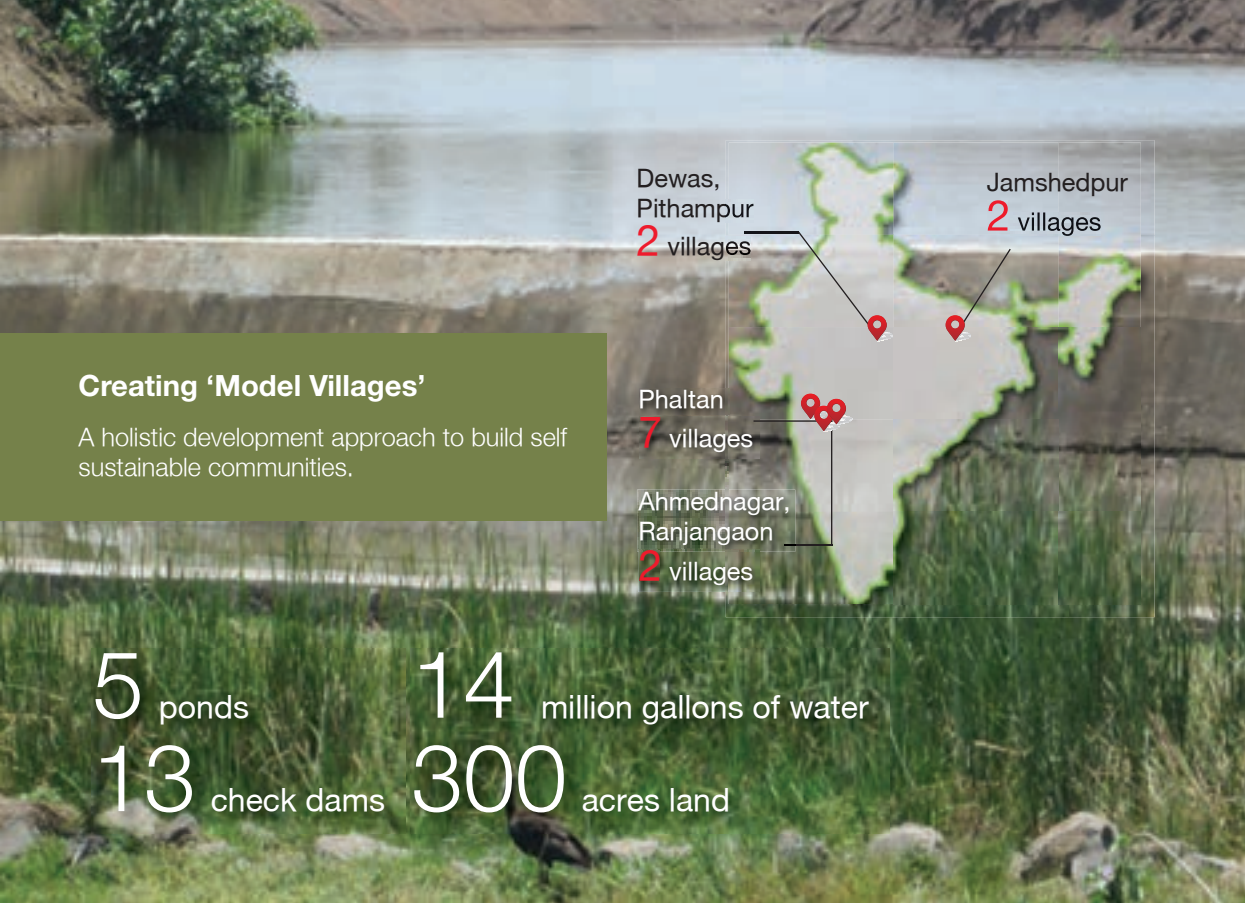 Dewas,
Pithampur
2 villages
Jamshedpur
2 villages
Creating ‘Model Villages’
A holistic development approach to build self
sustainable communities.
Phaltan
7 villages
Ahmednagar,
Ranjangaon
2 villages
5 ponds
14 million gallons of water
13 check dams
300 acres land